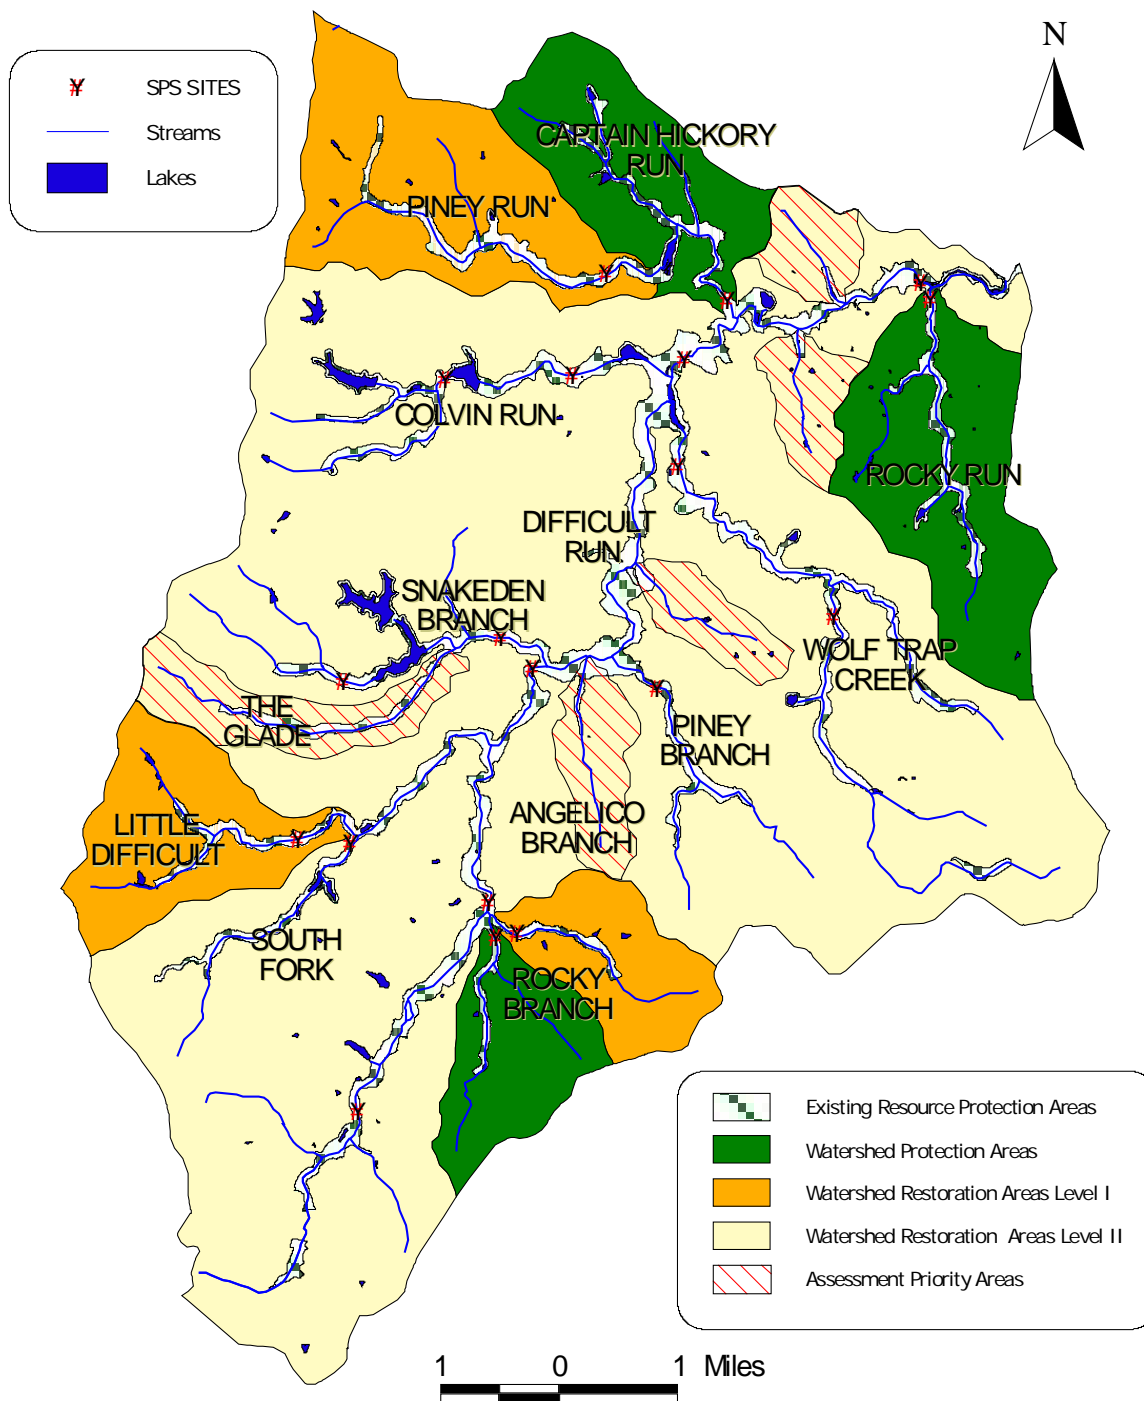 N
SPS SITES
Streams
Lakes
CAPTAIN HICKORY
RUN
PINEY RUN
COLVIN RUN
ROCKY RUN
DIFFICULT
RUN
SNAKEDEN
BRANCH
WOLF TRAP
CREEK
THE
GLADE
PINEY
BRANCH
ANGELICO
BRANCH
LITTLE
DIFFICULT
SOUTH
FORK
ROCKY
BRANCH
Existing Resource Protection Areas
Watershed Protection Areas
Watershed Restoration Areas Level I
Watershed Restoration Areas Level II
Assessment Priority Areas
1 0 1 Miles